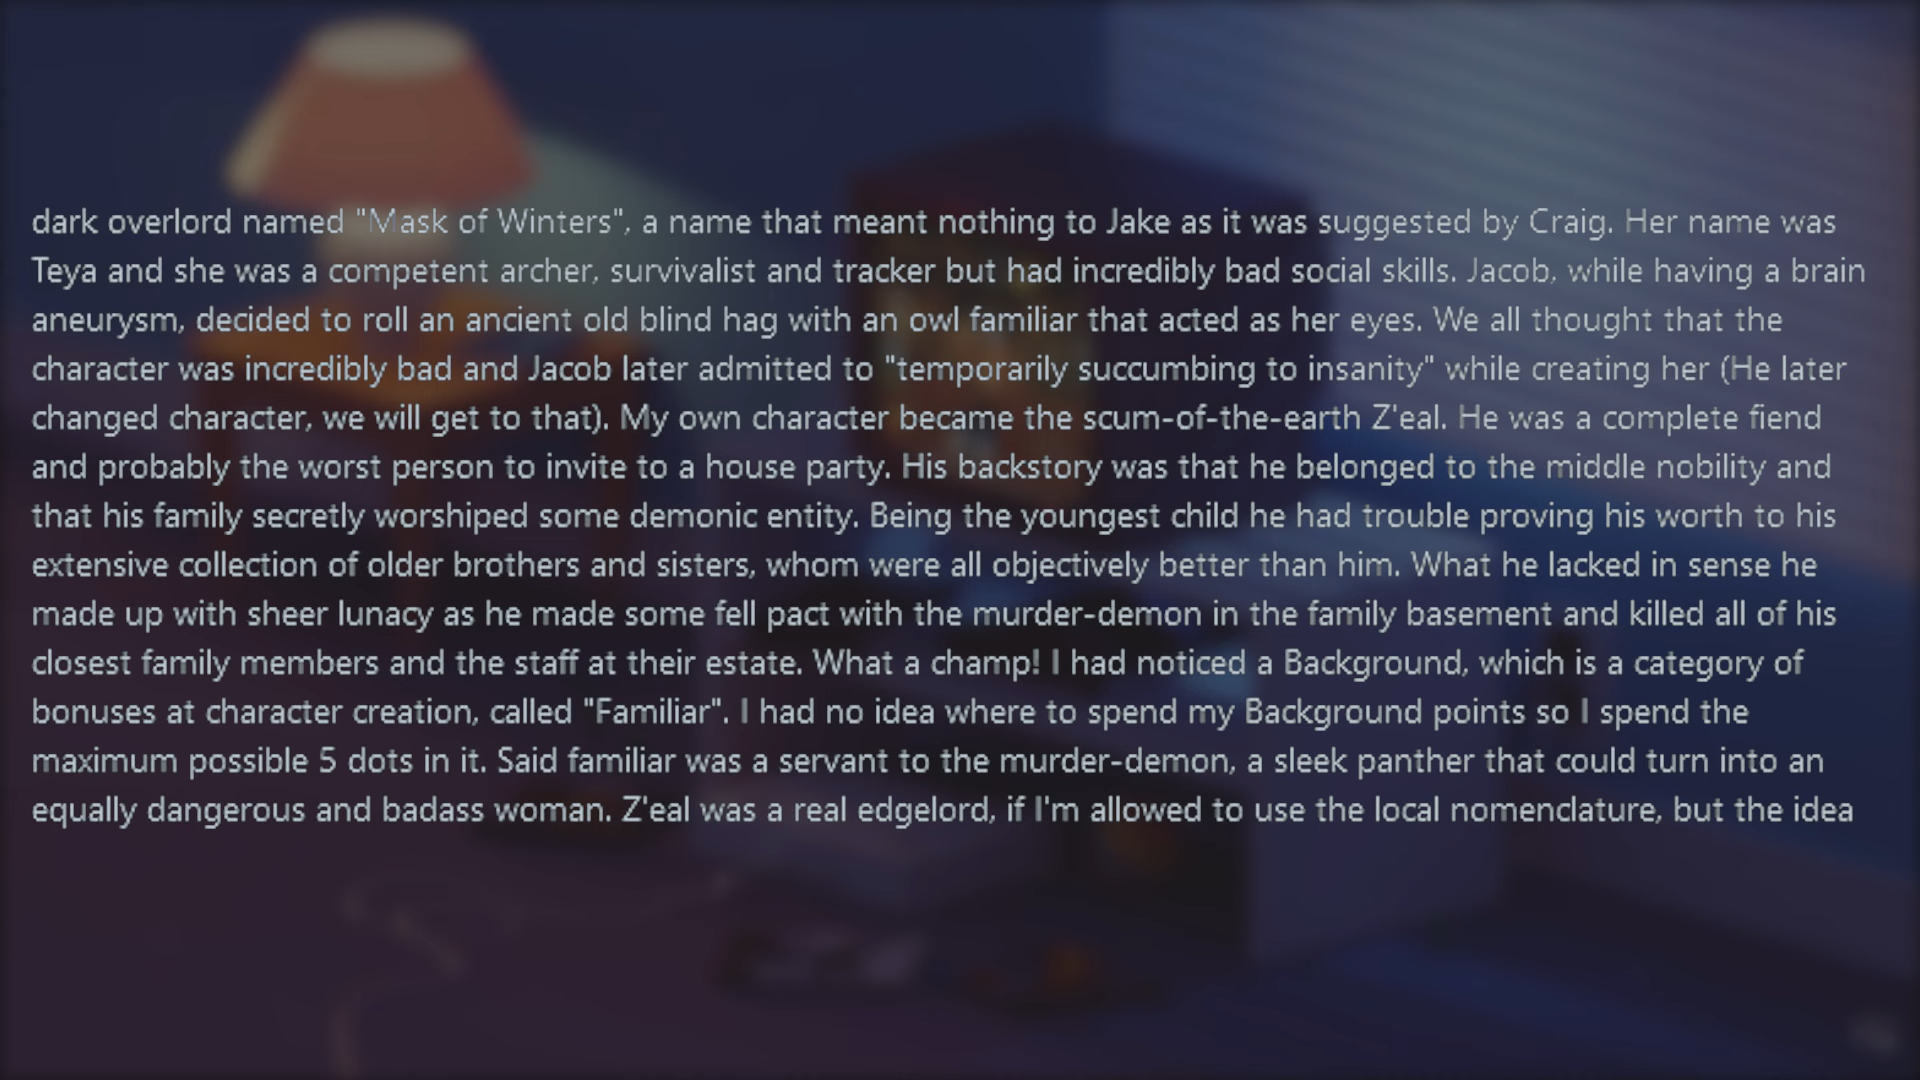 dark overlord named "Mask of Winters", a name that meant nothing to Jake as it was suggested by Craig. Her name was
Teya and she was a competent archer, survivalist and tracker but had incredibly bad social skills. Jacob, while having a brain
aneurysm, decided to roll an ancient old blind hag with an owl familiar that acted as her eyes. We all thought that the
character was incredibly bad and Jacob later admitted to "temporarily succumbing to insanity" while creating her (He later
changed character, we will get to that). My own character became the scum-of-the-earth Z'eal. He was a complete fiend
and probably the worst person to invite to a house party. His backstory was that he belonged to the middle nobility and
that his family secretly worshiped some demonic entity. Being the youngest child he had trouble proving his worth to his
extensive collection of older brothers and sisters, whom were all objectively better than him. What he lacked in sense he
made up with sheer lunacy as he made some fell pact with the murder-demon in the family basement and killed all of his
closest family members and the staff at their estate. What a champ! I had noticed a Background, which is a category of
bonuses at character creation, called "Familiar". I had no idea where to spend my Background points so I spend the
maximum possible 5 dots in it. Said familiar was a servant to the murder-demon, a sleek panther that could turn into an
equally dangerous and badass woman. Z'eal was a real edgelord, if I'm allowed to use the local nomenclature, but the idea